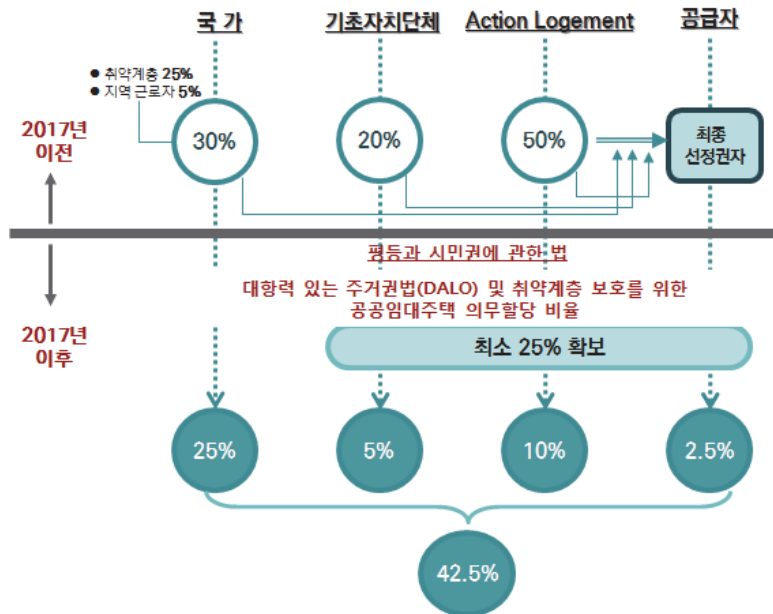 국 가
기초자치단체
Action Logement
공급자
● 취약계층 25%
● 지역 근로자 5%
2017년
이전
30%
20%
50%
최종
선정권자
평등과 시민권에 관한 법
대항력 있는 주거권법(DALO) 및 취약계층 보호를 위한
공공임대주택 의무할당 비율
2017년
이후
최소 25% 확보
25%
5%
10%
2.5%
42.5%